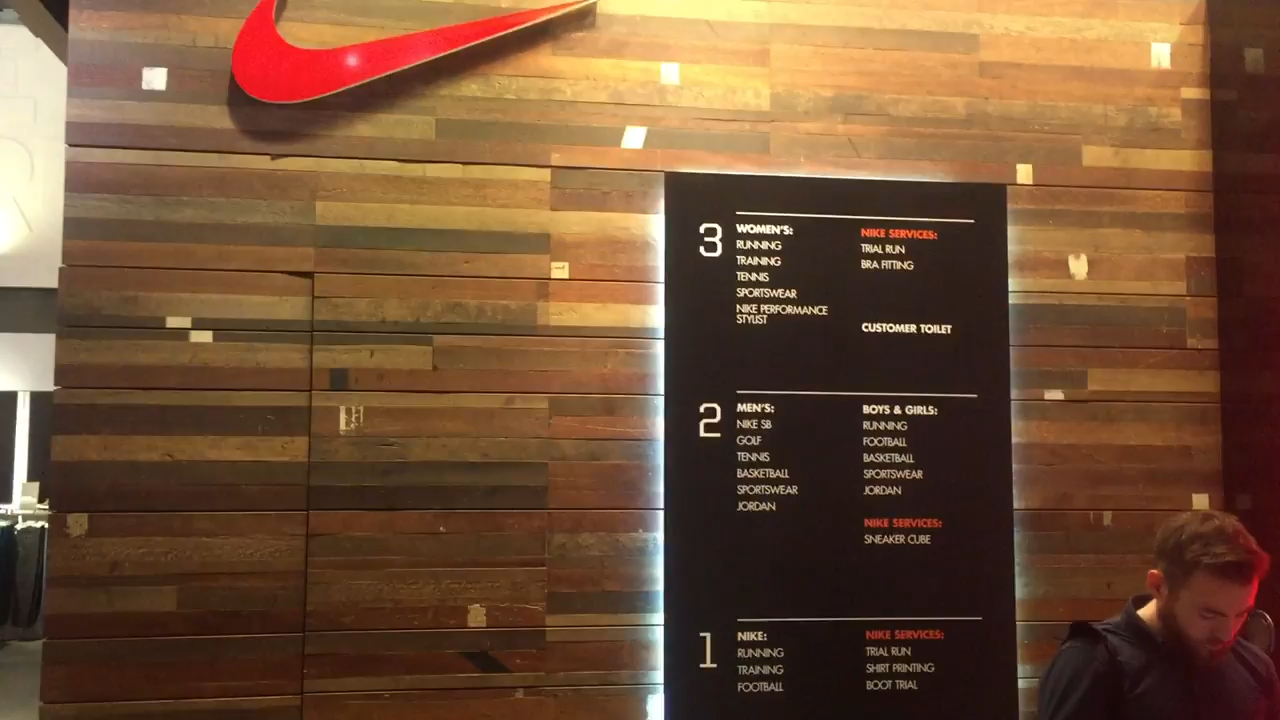 3
WOMEN'S:
RUNNING
TRAINING
TENNIS
SPORTSWEAR
NIKE PERFORMANCE
STYLIST
NIKE SERVICES:
TRIAL RUN
BRA FITTING
CUSTOMER TOILET
2
MEN'S:
NIKE SB
GOLF
TENNIS
BASKETBALL
SPORTSWEAR
JORDAN
BOYS & GIRLS:
RUNNING
FOOTBALL
BASKETBALL
SPORTSWEAR
JORDAN
NIKE SERVICES:
SNEAKER CUBE
1
NIKE:
RUNNING
TRAINING
FOOTBALL
NIKE SERVICES:
TRIAL RUN
SHIRT PRINTING
BOOT TRIAL